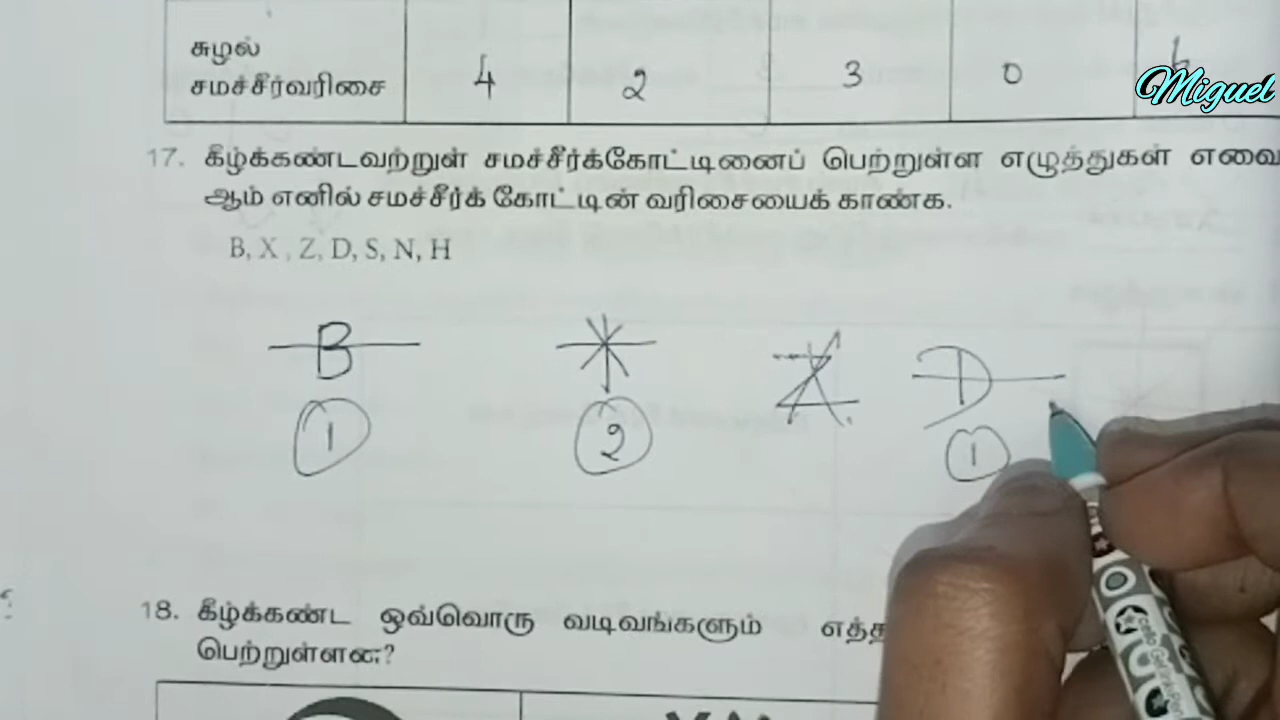 சுழல்
சமச்சீர்வரிசை 4 2 3 0
Miguel
17. கீழ்க்கண்டவற்றுள் சமச்சீர்க்கோட்டினைப் பெற்றுள்ள எழுத்துகள் எவை
ஆம் எனில் சமச்சீர்க் கோட்டின் வரிசையைக் காண்க.
B, X , Z, D, S, N, H
B X Z D
1 2 1
18. கீழ்க்கண்ட ஒவ்வொரு வடிவங்களும்
பெற்றுள்ளன?